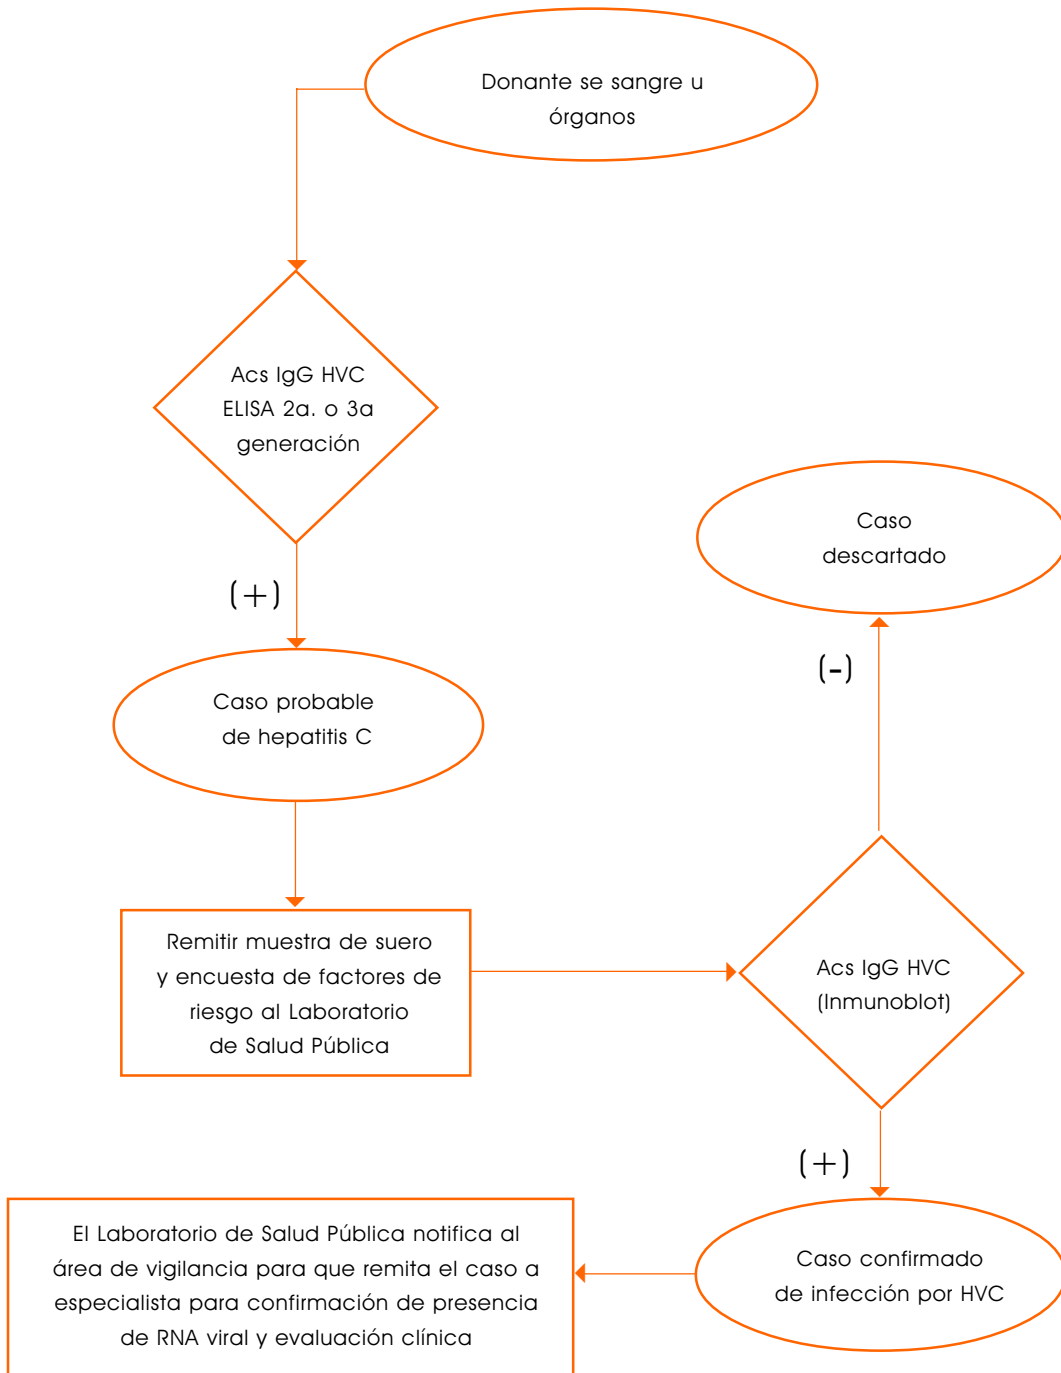 Donante se sangre u
órganos
Acs IgG HVC
ELISA 2a. o 3a
generación
(+)
Caso probable
de hepatitis C
Remitir muestra de suero
y encuesta de factores de
riesgo al Laboratorio
de Salud Pública
Acs IgG HVC
(Inmunoblot)
(-)
Caso
descartado
(+)
Caso confirmado
de infección por HVC
El Laboratorio de Salud Pública notifica al
área de vigilancia para que remita el caso a
especialista para confirmación de presencia
de RNA viral y evaluación clínica